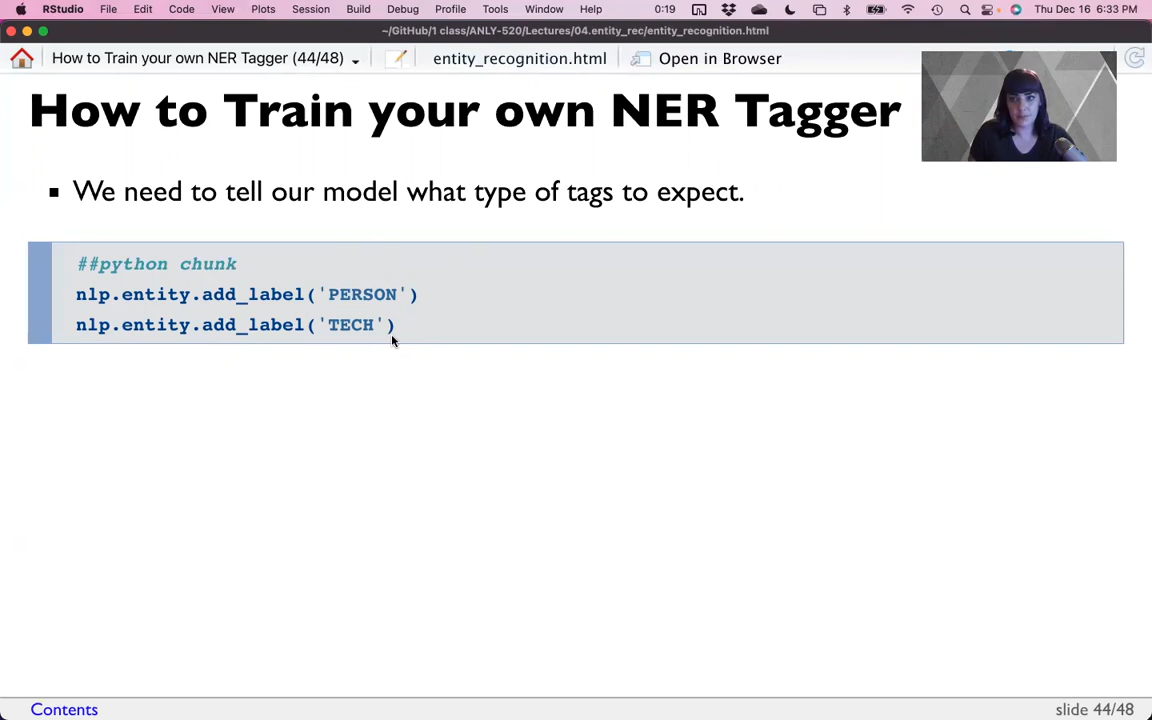 RStudio File Edit Code View Plots Session Build Debug Profile Tools Window Help 0:19 Thu Dec 16 6:33 PM
~/GitHub/1 class/ANLY-520/Lectures/04.entity_rec/entity_recognition.html
How to Train your own NER Tagger (44/48) entity_recognition.html Open in Browser
How to Train your own NER Tagger
We need to tell our model what type of tags to expect.
##python chunk
nlp.entity.add_label('PERSON')
nlp.entity.add_label('TECH')
Contents slide 44/48